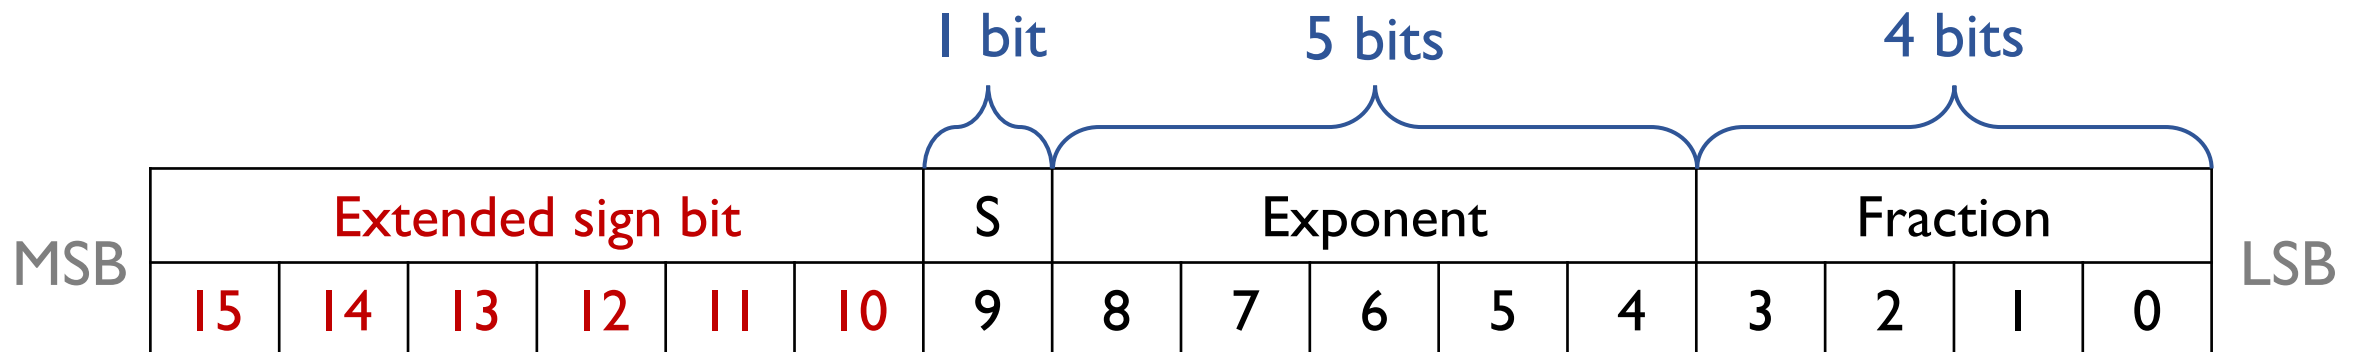 1 bit 5 bits 4 bits
Extended sign bit S Exponent Fraction
MSB LSB
15 14 13 12 11 10 9 8 7 6 5 4 3 2 1 0